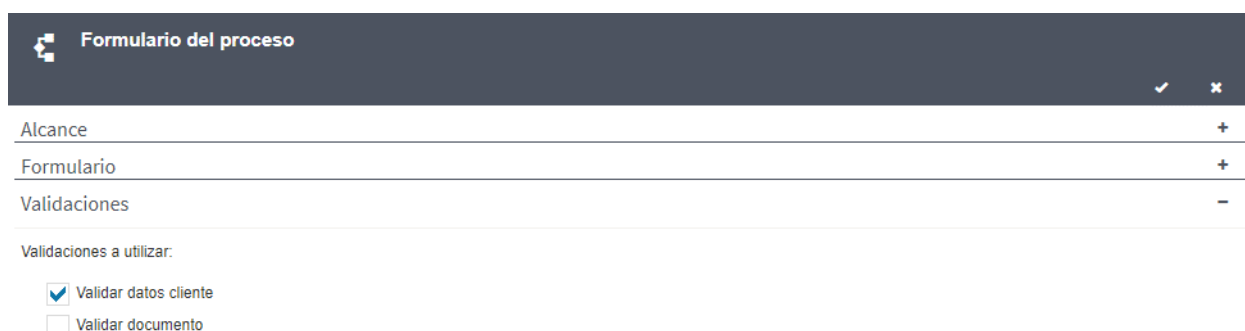 Formulario del proceso
Alcance
Formulario
Validaciones
Validaciones a utilizar:
Validar datos cliente
Validar documento